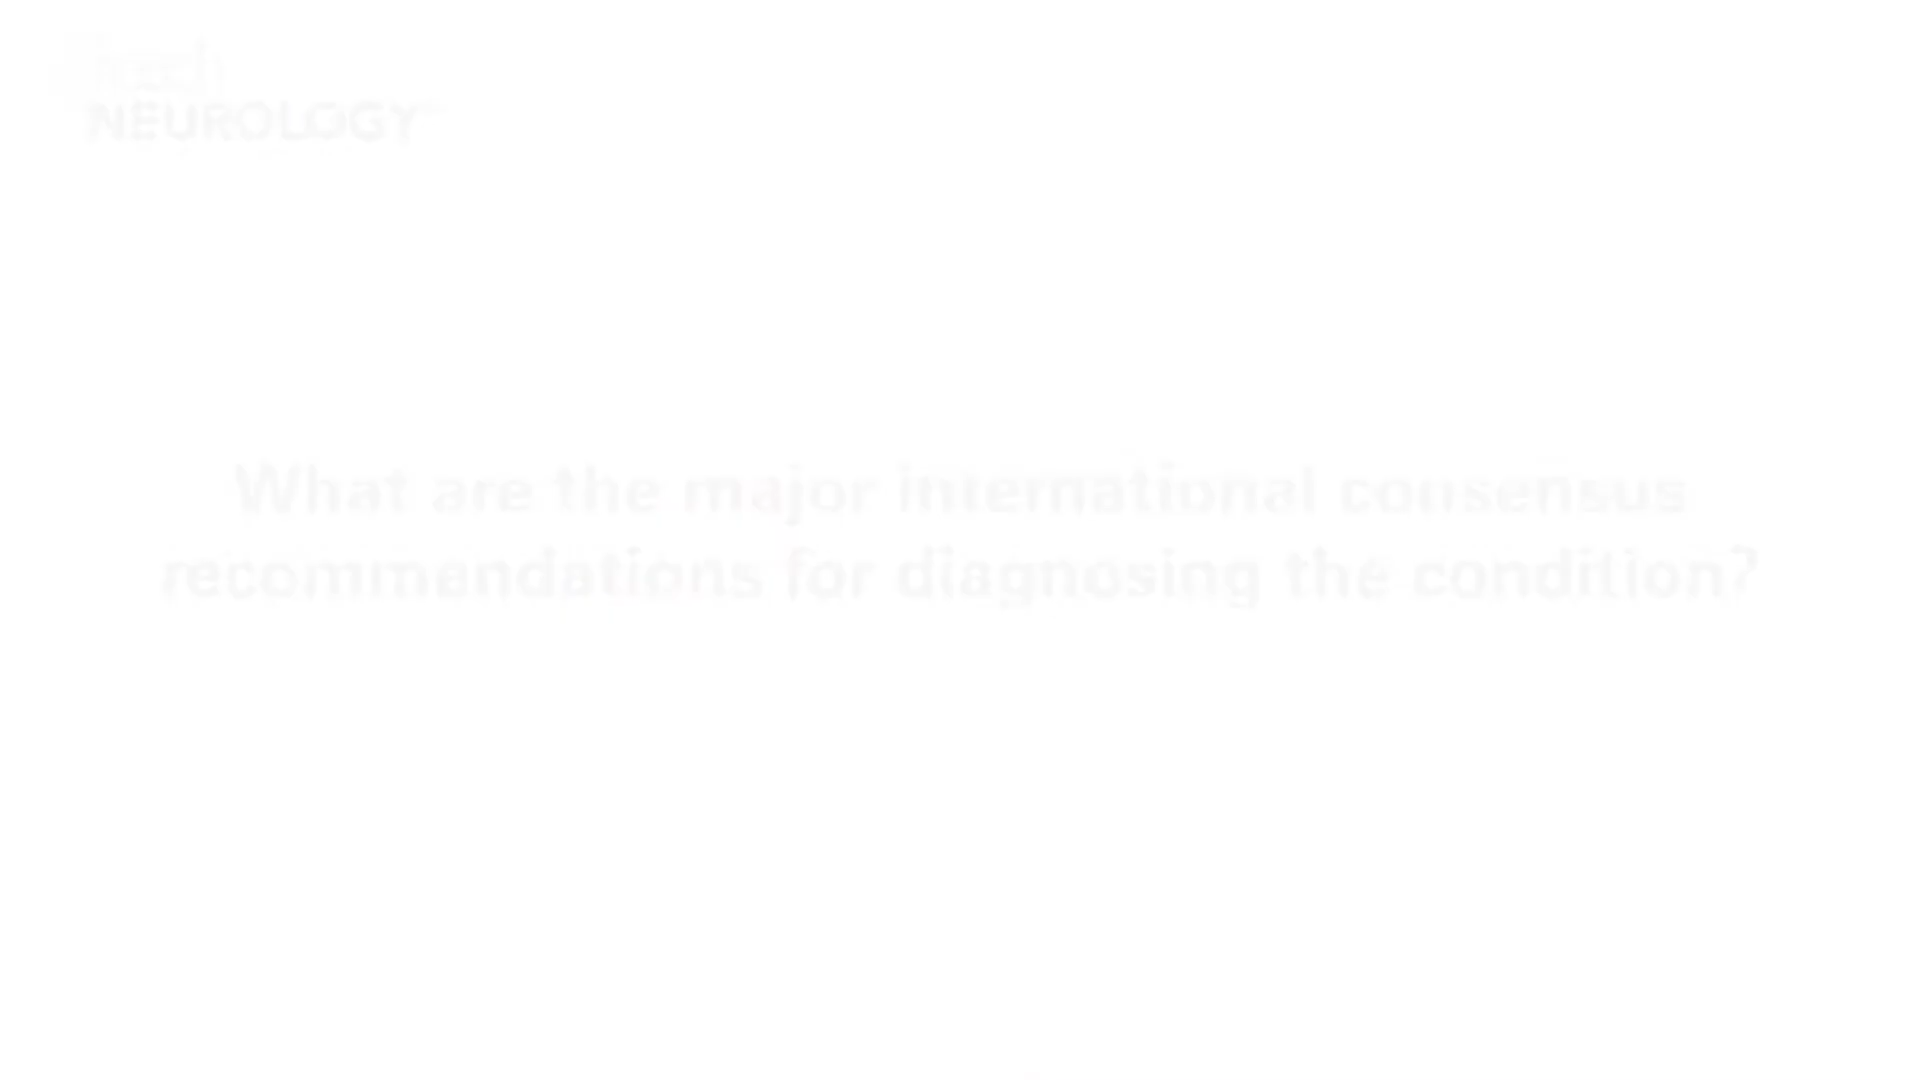 NEUROLOGY
What are the major international consensus
recommendations for diagnosing the condition?